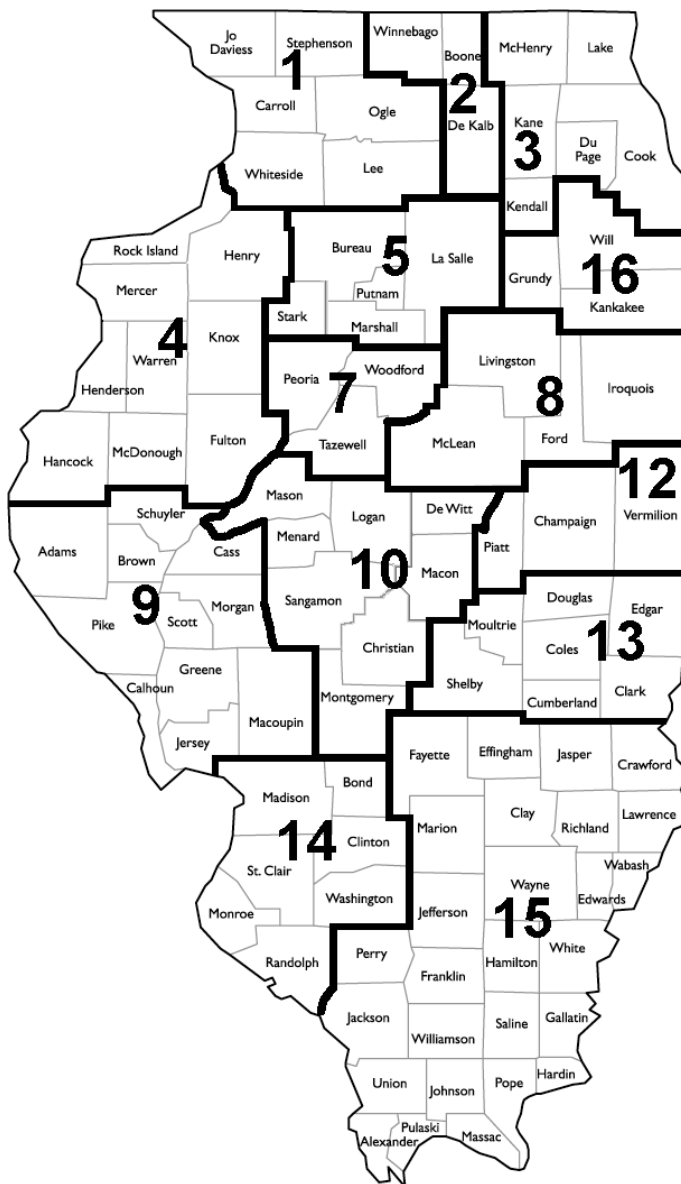 Jo
Daviess
Stephenson
Winnebago
Boone
McHenry
Lake
1
2
Carroll
Ogle
De Kalb
Kane
3
Du
Page
Cook
Whiteside
Lee
Kendall
Rock Island
Henry
Bureau
5
La Salle
Will
Grundy
16
Mercer
Putnam
Kankakee
Stark
Marshall
4
Knox
Warren
Henderson
Peoria
Woodford
7
Livingston
8
Iroquois
Hancock
McDonough
Fulton
Tazewell
McLean
Ford
Mason
Logan
De Witt
12
Schuyler
Champaign
Vermilion
Adams
Brown
Cass
Menard
Piatt
10
Macon
9
Pike
Scott
Morgan
Sangamon
Moultrie
Douglas
Edgar
Coles
13
Christian
Greene
Calhoun
Shelby
Clark
Montgomery
Cumberland
Macoupin
Jersey
Fayette
Effingham
Jasper
Crawford
Madison
Bond
Marion
Clay
Richland
Lawrence
14
Clinton
St. Clair
Wabash
Wayne
Edwards
Washington
15
Monroe
Jefferson
Randolph
Perry
Hamilton
White
Franklin
Jackson
Williamson
Saline
Gallatin
Union
Johnson
Pope
Hardin
Pulaski
Alexander
Massac